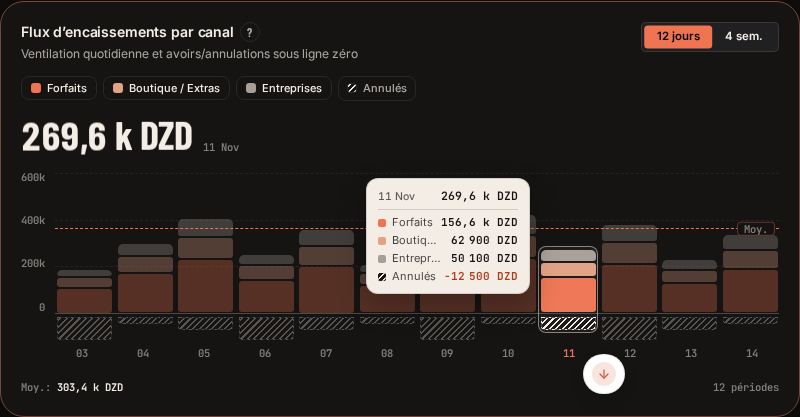 Flux d’encaissements par canal ?
12 jours 4 sem.
Ventilation quotidienne et avoirs/annulations sous ligne zéro
Forfaits Boutique / Extras Entreprises Annulés
269,6 k DZD 11 Nov
600k
400k
200k
0
Moy.
11 Nov 269,6 k DZD
Forfaits 156,6 k DZD
Boutiq… 62 900 DZD
Entrepr… 50 100 DZD
Annulés -12 500 DZD
03 04 05 06 07 08 09 10 11 12 13 14
Moy.: 303,4 k DZD
12 périodes